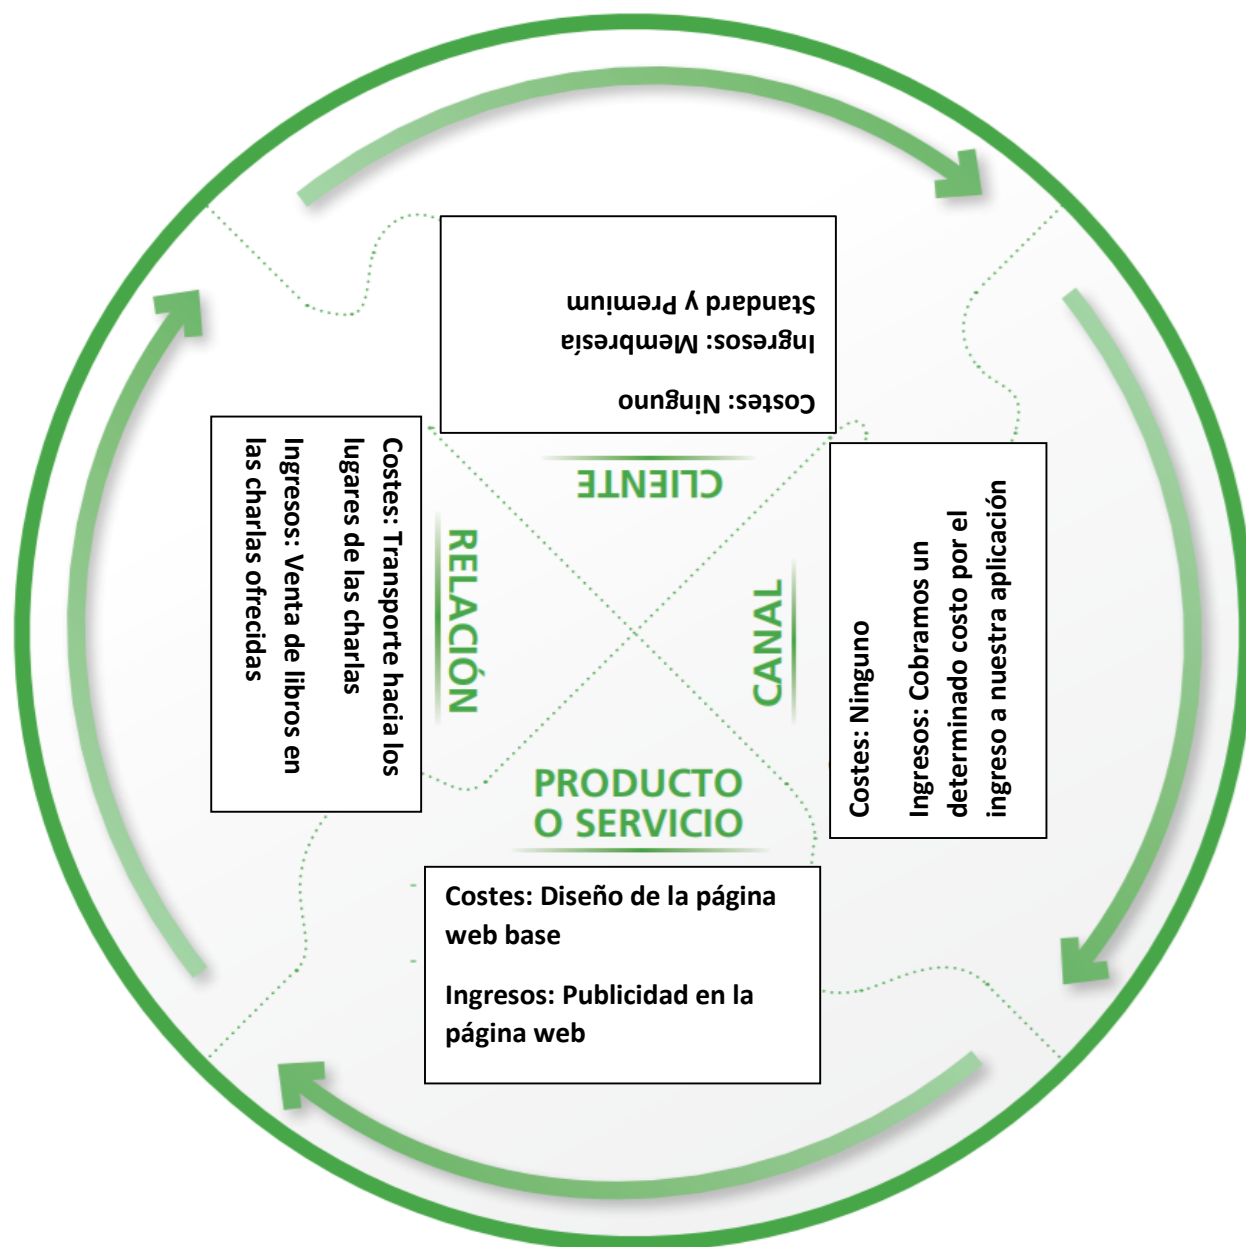 Costes: Ninguno
Ingresos: Membresía
Standard y Premium
CLIENTE
Costes: Transporte hacia los
lugares de las charlas
Ingresos: Venta de libros en
las charlas ofrecidas
RELACIÓN
CANAL
Costes: Ninguno
Ingresos: Cobramos un
determinado costo por el
ingreso a nuestra aplicación
PRODUCTO
O SERVICIO
Costes: Diseño de la página
web base
Ingresos: Publicidad en la
página web